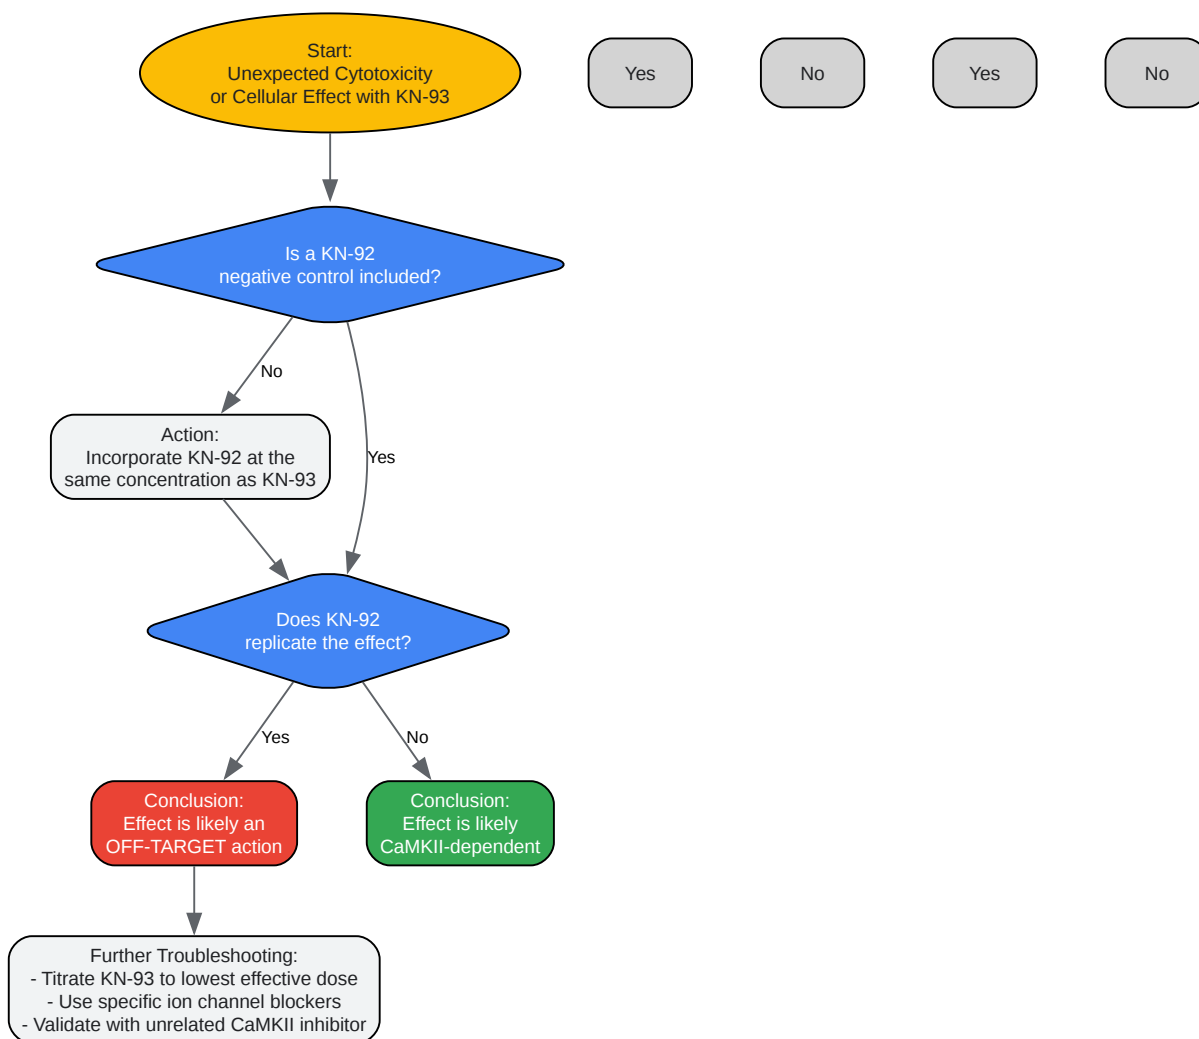 Start:
Unexpected Cytotoxicity
or Cellular Effect with KN-93
Yes
No
Yes
No
Is a KN-92
negative control included?
No
Yes
Action:
Incorporate KN-92 at the
same concentration as KN-93
Does KN-92
replicate the effect?
Yes
No
Conclusion:
Effect is likely an
OFF-TARGET action
Conclusion:
Effect is likely
CaMKII-dependent
Further Troubleshooting:
- Titrate KN-93 to lowest effective dose
- Use specific ion channel blockers
- Validate with unrelated CaMKII inhibitor